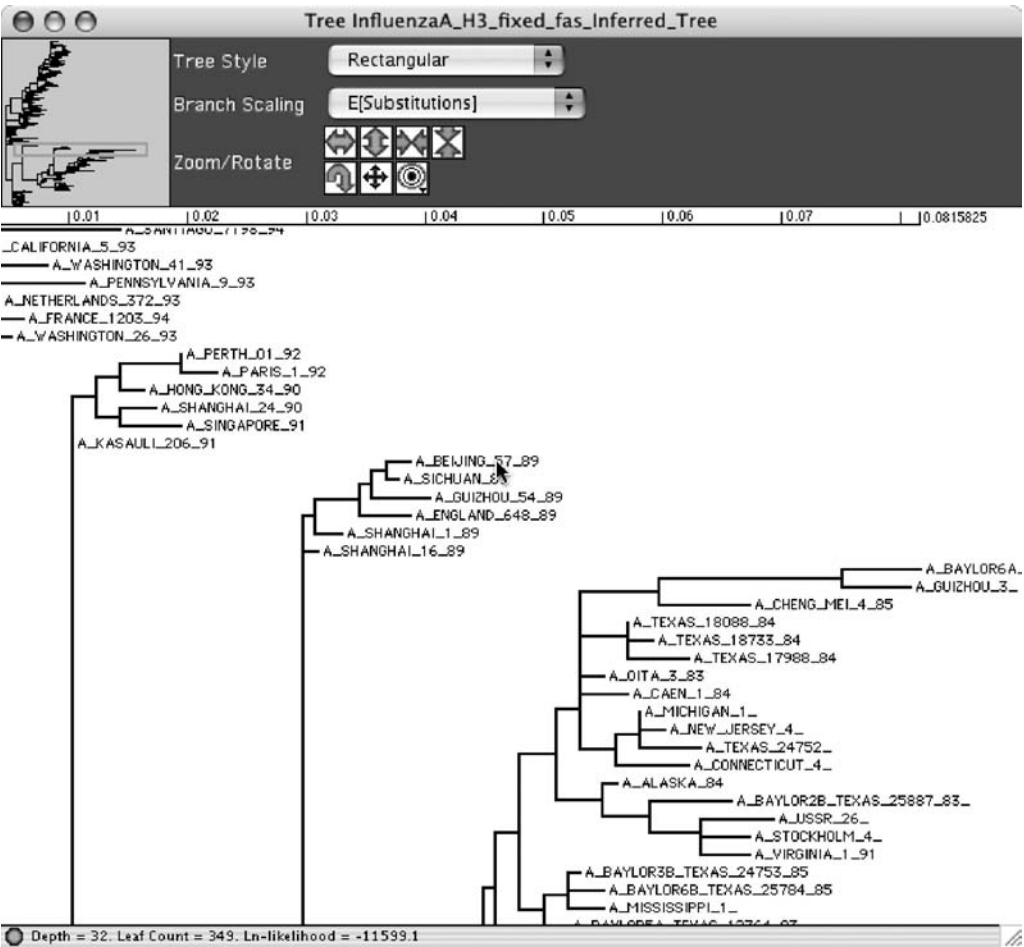 Tree InfluenzaA_H3_fixed_fas_Inferred_Tree
Tree Style
Rectangular
Branch Scaling
E[Substitutions]
Zoom/Rotate
0.01 0.02 0.03 0.04 0.05 0.06 0.07 0.0815825
_CALIFORNIA_5_93
A_WASHINGTON_41_93
A_PENNSYLVANIA_9_93
A_NETHERLANDS_372_93
A_FRANCE_1203_94
A_WASHINGTON_26_93
A_PERTH_01_92
A_PARIS_1_92
A_HONG_KONG_34_90
A_SHANGHAI_24_90
A_SINGAPORE_91
A_KASAULI_206_91
A_BEIJING_57_89
A_SICHUAN_8
A_GUIZHOU_54_89
A_ENGLAND_648_89
A_SHANGHAI_1_89
A_SHANGHAI_16_89
A_BAYLOR6A_
A_GUIZHOU_3_
A_CHENG_MEI_4_85
A_TEXAS_18088_84
A_TEXAS_18733_84
A_TEXAS_17988_84
A_OITA_3_83
A_CAEN_1_84
A_MICHIGAN_1_
A_NEW_JERSEY_4_
A_TEXAS_24752_
A_CONNECTICUT_4_
A_ALASKA_84
A_BAYLOR2B_TEXAS_25887_83_
A_USSR_26_
A_STOCKHOLM_4_
A_VIRGINIA_1_91
A_BAYLOR3B_TEXAS_24753_85
A_BAYLOR6B_TEXAS_25784_85
A_MISSISSIPPI_1_
Depth = 32, Leaf Count = 349, Ln-likelihood = -11599.1